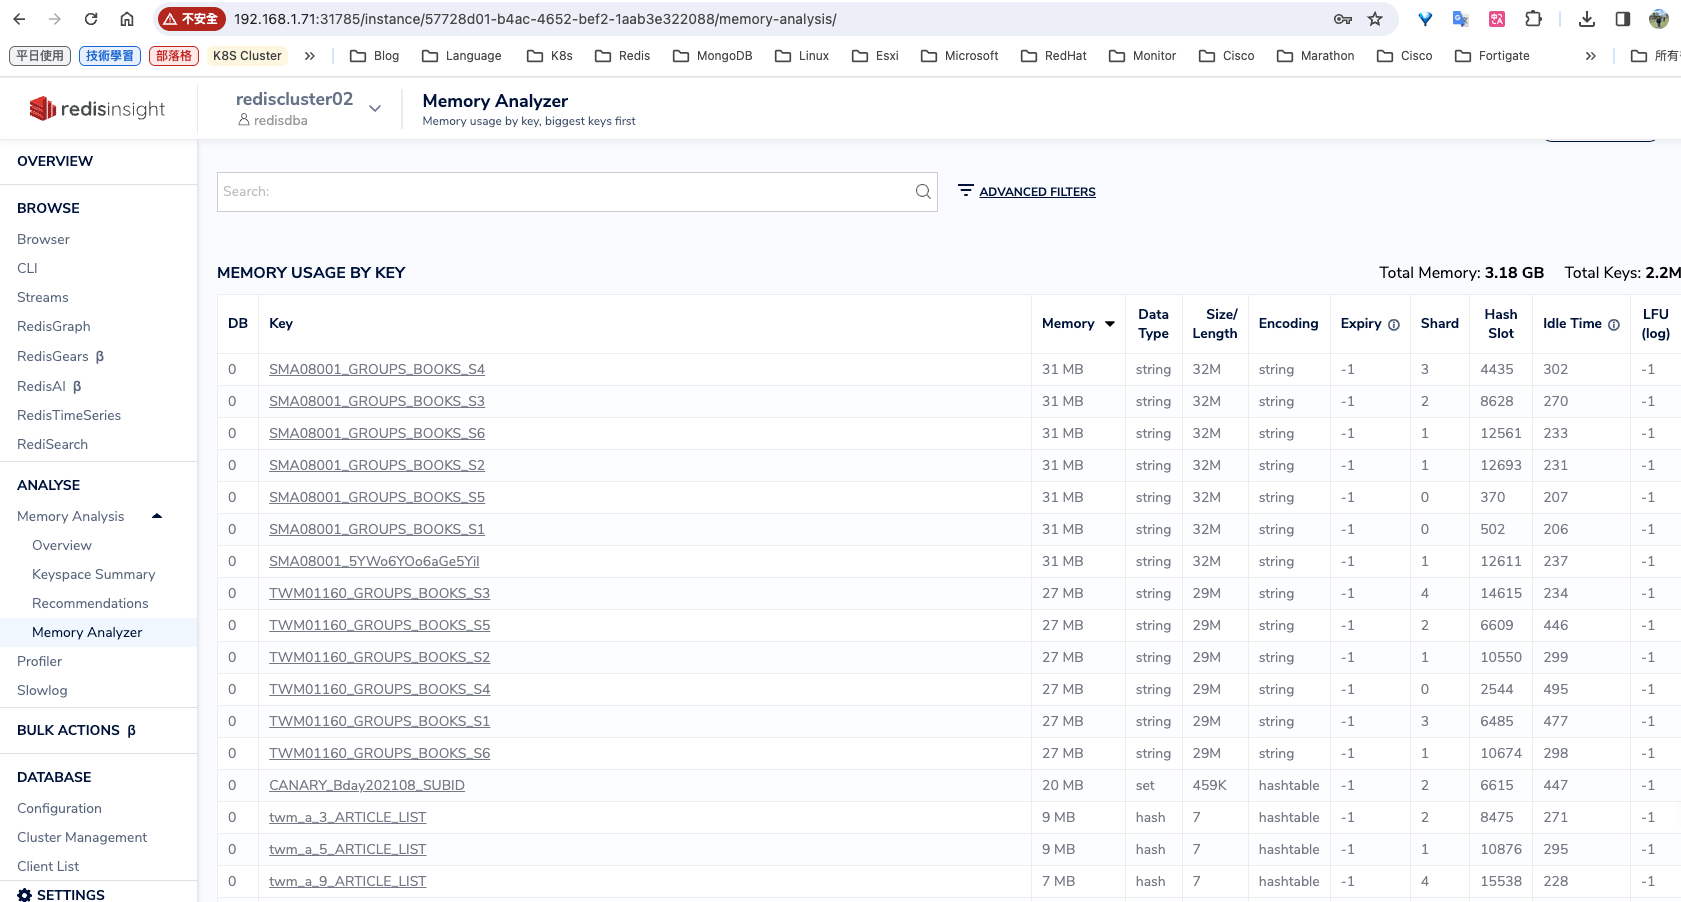 不安全 192.168.1.71:31785/instance/57728d01-b4ac-4652-bef2-1aab3e322088/memory-analysis/
平日使用 技術學習 部落格 K8S Cluster » Blog Language K8s Redis MongoDB Linux Esxi Microsoft RedHat Monitor Cisco Marathon Cisco Fortigate » 所有
redisinsight
rediscluster02
redisdba
Memory Analyzer
Memory usage by key, biggest keys first
OVERVIEW
BROWSE
Browser
CLI
Streams
RedisGraph
RedisGears β
RedisAI β
RedisTimeSeries
RediSearch
ANALYSE
Memory Analysis
Overview
Keyspace Summary
Recommendations
Memory Analyzer
Profiler
Slowlog
BULK ACTIONS β
DATABASE
Configuration
Cluster Management
Client List
SETTINGS
Search:
ADVANCED FILTERS
MEMORY USAGE BY KEY
Total Memory: 3.18 GB Total Keys: 2.2M
DB Key Memory Data Type Size/ Length Encoding Expiry Shard Hash Slot Idle Time LFU (log)
0 SMA08001_GROUPS_BOOKS_S4 31 MB string 32M string -1 3 4435 302 -1
0 SMA08001_GROUPS_BOOKS_S3 31 MB string 32M string -1 2 8628 270 -1
0 SMA08001_GROUPS_BOOKS_S6 31 MB string 32M string -1 1 12561 233 -1
0 SMA08001_GROUPS_BOOKS_S2 31 MB string 32M string -1 1 12693 231 -1
0 SMA08001_GROUPS_BOOKS_S5 31 MB string 32M string -1 0 370 207 -1
0 SMA08001_GROUPS_BOOKS_S1 31 MB string 32M string -1 0 502 206 -1
0 SMA08001_5YWo6YOo6aGe5Yil 31 MB string 32M string -1 1 12611 237 -1
0 TWM01160_GROUPS_BOOKS_S3 27 MB string 29M string -1 4 14615 234 -1
0 TWM01160_GROUPS_BOOKS_S5 27 MB string 29M string -1 2 6609 446 -1
0 TWM01160_GROUPS_BOOKS_S2 27 MB string 29M string -1 1 10550 299 -1
0 TWM01160_GROUPS_BOOKS_S4 27 MB string 29M string -1 0 2544 495 -1
0 TWM01160_GROUPS_BOOKS_S1 27 MB string 29M string -1 3 6485 477 -1
0 TWM01160_GROUPS_BOOKS_S6 27 MB string 29M string -1 1 10674 298 -1
0 CANARY_Bday202108_SUBID 20 MB set 459K hashtable -1 2 6615 447 -1
0 twm_a_3_ARTICLE_LIST 9 MB hash 7 hashtable -1 2 8475 271 -1
0 twm_a_5_ARTICLE_LIST 9 MB hash 7 hashtable -1 1 10876 295 -1
0 twm_a_9_ARTICLE_LIST 7 MB hash 7 hashtable -1 4 15538 228 -1